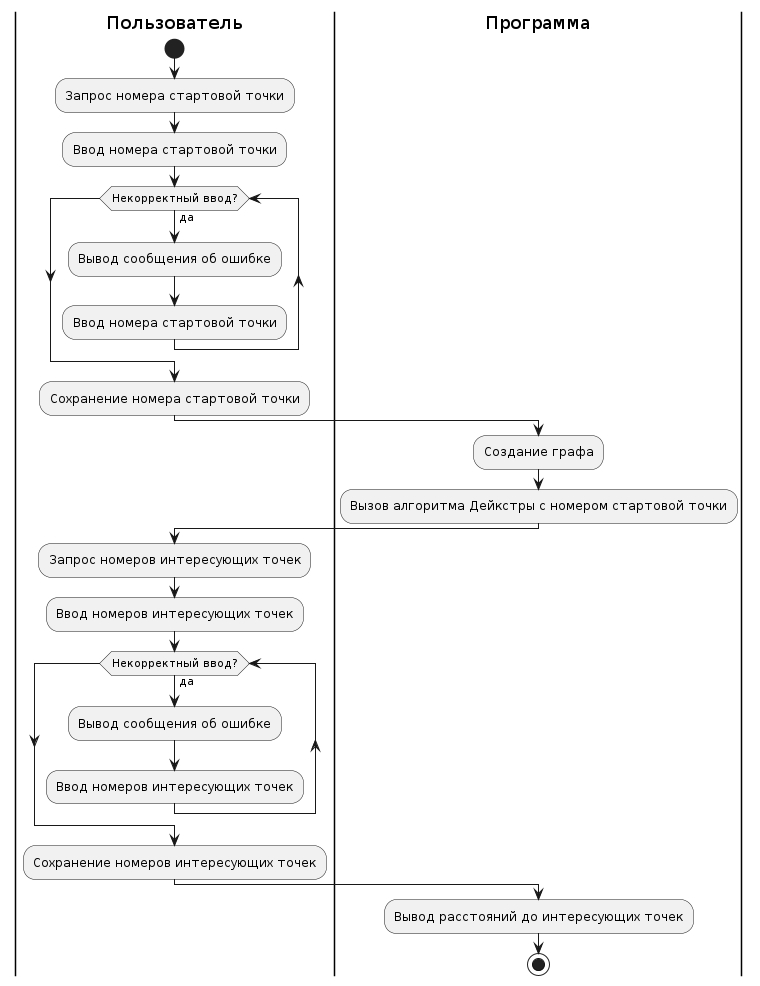 Пользователь
Программа
Запрос номера стартовой точки
Ввод номера стартовой точки
Некорректный ввод?
да
Вывод сообщения об ошибке
Ввод номера стартовой точки
Сохранение номера стартовой точки
Создание графа
Вызов алгоритма Дейкстры с номером стартовой точки
Запрос номеров интересующих точек
Ввод номеров интересующих точек
Некорректный ввод?
да
Вывод сообщения об ошибке
Ввод номеров интересующих точек
Сохранение номеров интересующих точек
Вывод расстояний до интересующих точек